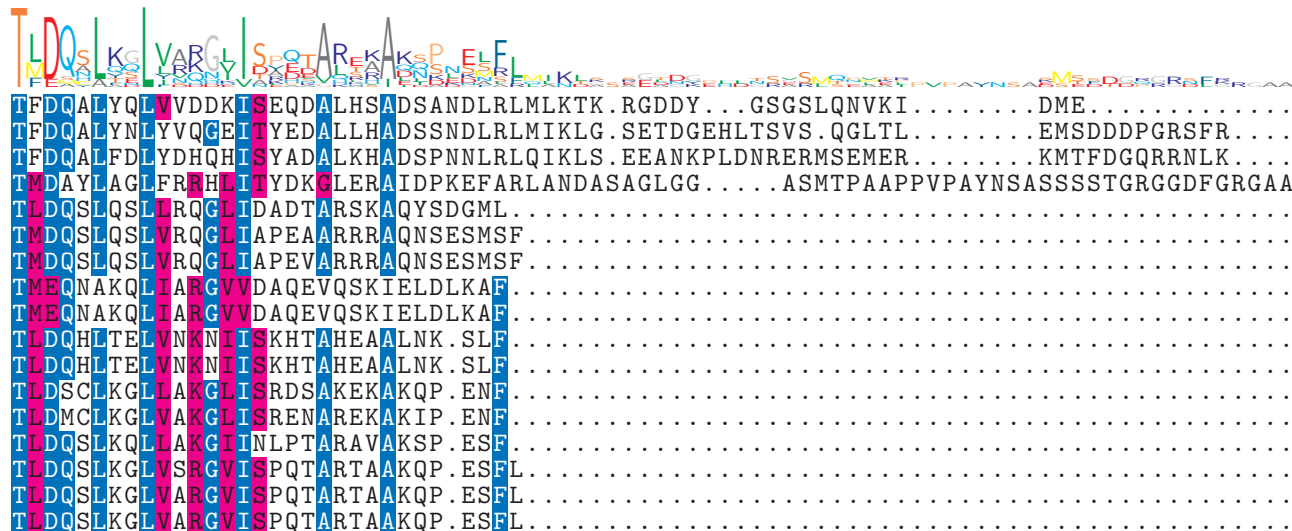 TFDQALYQLVVDDKISEQDALHSADSANDLRLMLKTK.RGDDY...GSGSLQNVKI        DME.............
TFDQALYNLYVQGEITYEDALLHADSSNDLRLMIKLG.SETDGEHLTSVS.QGLTL        EMSDDDPGRSFR....
TFDQALFDLYDHQHISYADALKHADSPNNLRLQIKLS.EEANKPLDNRERMSEMER        KMTFDGQRRNLK....
TMDAYLAGLFRRHLITYDKGLERAIDPKEFARLANDASAGLGG.....ASMTPAAPPVPAYNSASSSSTGRGGDFGRGAA
TLDQSLQSLLRQGLIDADTARSKAQYSDGML.................................................
TMDQSLQSLVRQGLIAPEAARRRAQNSESMSF................................................
TMDQSLQSLVRQGLIAPEVARRRAQNSESMSF................................................
TMEQNAKQLIARGVVDAQEVQSKIELDLKAF.................................................
TMEQNAKQLIARGVVDAQEVQSKIELDLKAF.................................................
TLDQHLTELVNKNIISKHTAHEAALNK.SLF.................................................
TLDQHLTELVNKNIISKHTAHEAALNK.SLF.................................................
TLDSCLKGLLAKGLISRDSAKEKAKQP.ENF.................................................
TLDMCLKGLVAKGLISRENAREKAKIP.ENF.................................................
TLDQSLKQLLAKGIINLPTARAVAKSP.ESF.................................................
TLDQSLKGLVSRGVISPQTARTAAKQP.ESFL................................................
TLDQSLKGLVARGVISPQTARTAAKQP.ESFL................................................
TLDQSLKGLVARGVISPQTARTAAKQP.ESFL................................................